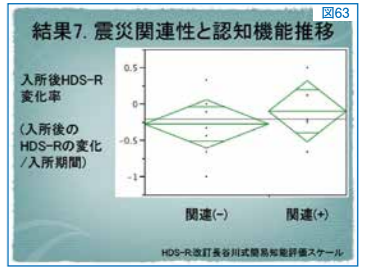 図63
結果7. 震災関連性と認知機能推移
入所後HDS-R
変化率
(入所後の
HDS-Rの変化
/入所期間)
0.5
0
-0.5
-1
関連(-)
関連(+)
HDS-R:改訂長谷川式簡易知能評価スケール